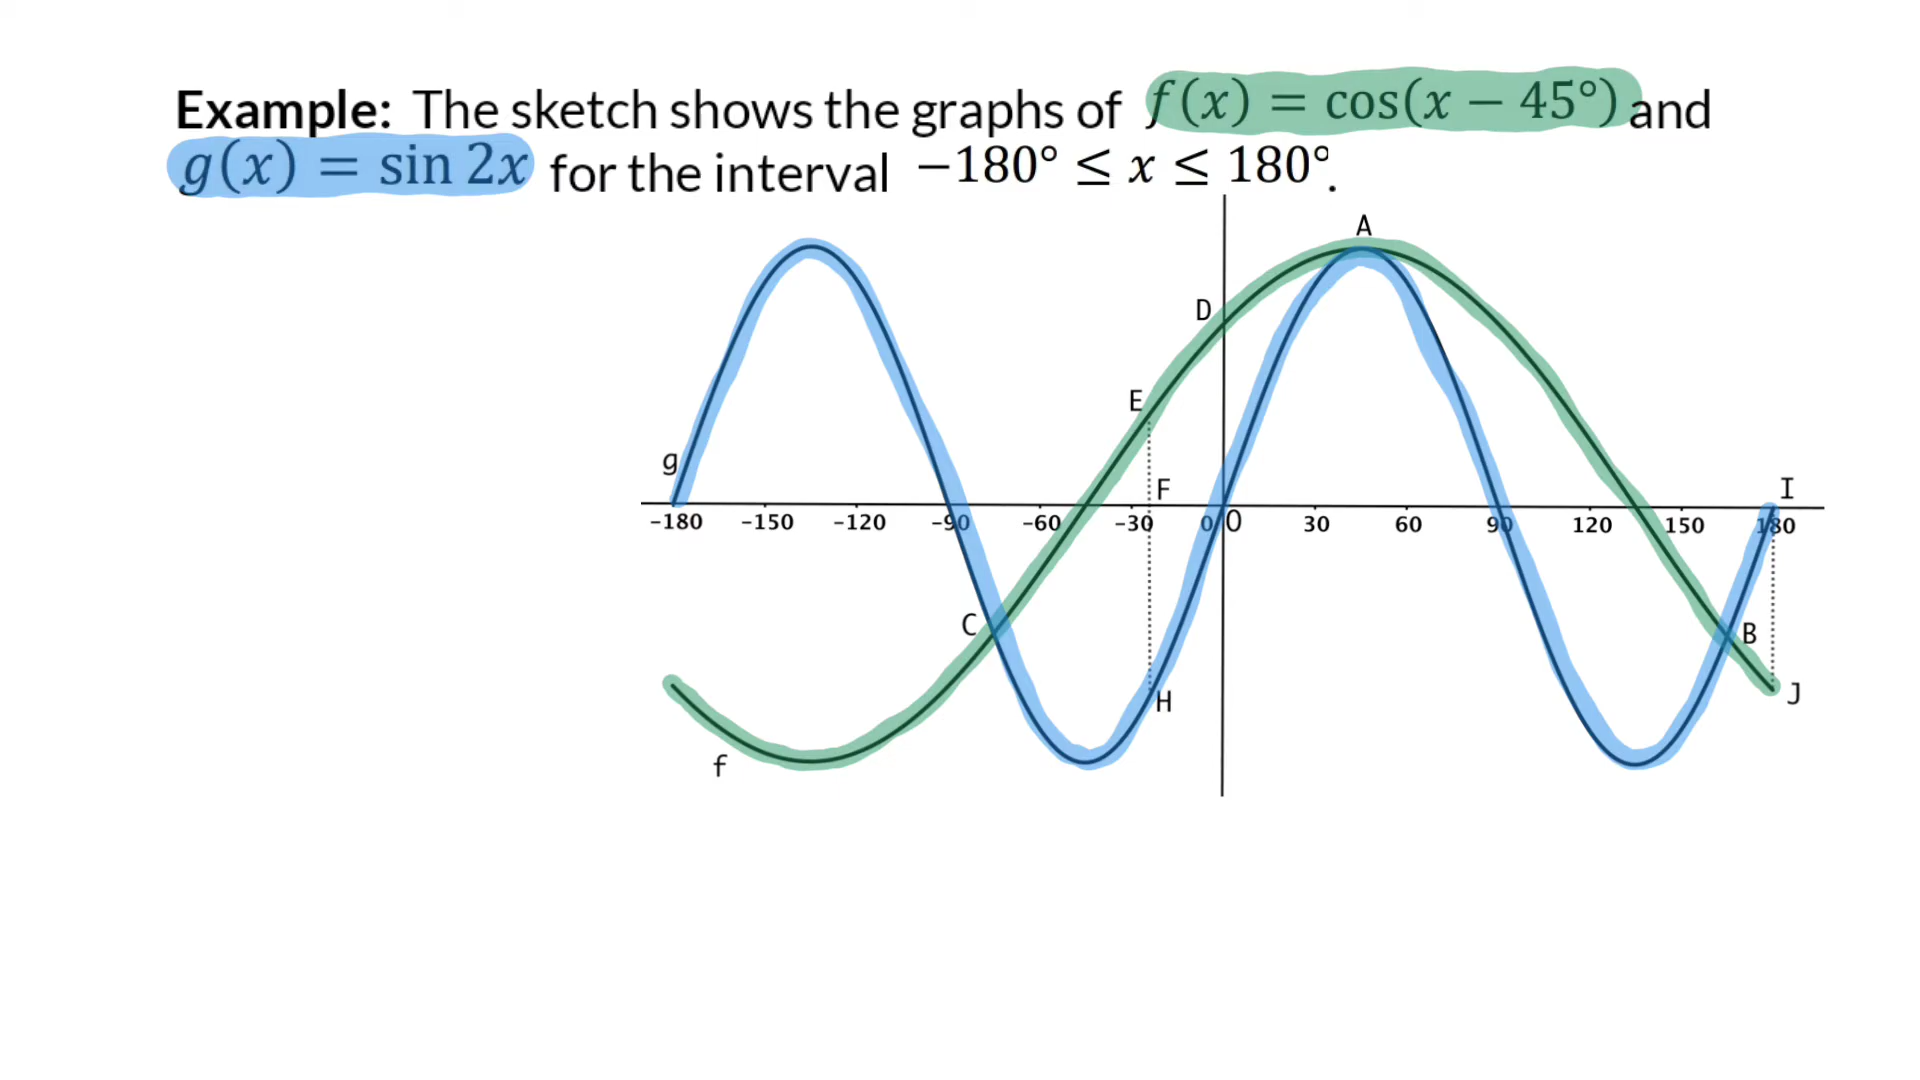 Example: The sketch shows the graphs of f(x) = cos(x − 45°) and
g(x) = sin 2x for the interval −180° ≤ x ≤ 180°.
A
D
E
g
F
I
-180 -150 -120 -90 -60 -30 0 O 30 60 90 120 150 180
C
B
H
J
f